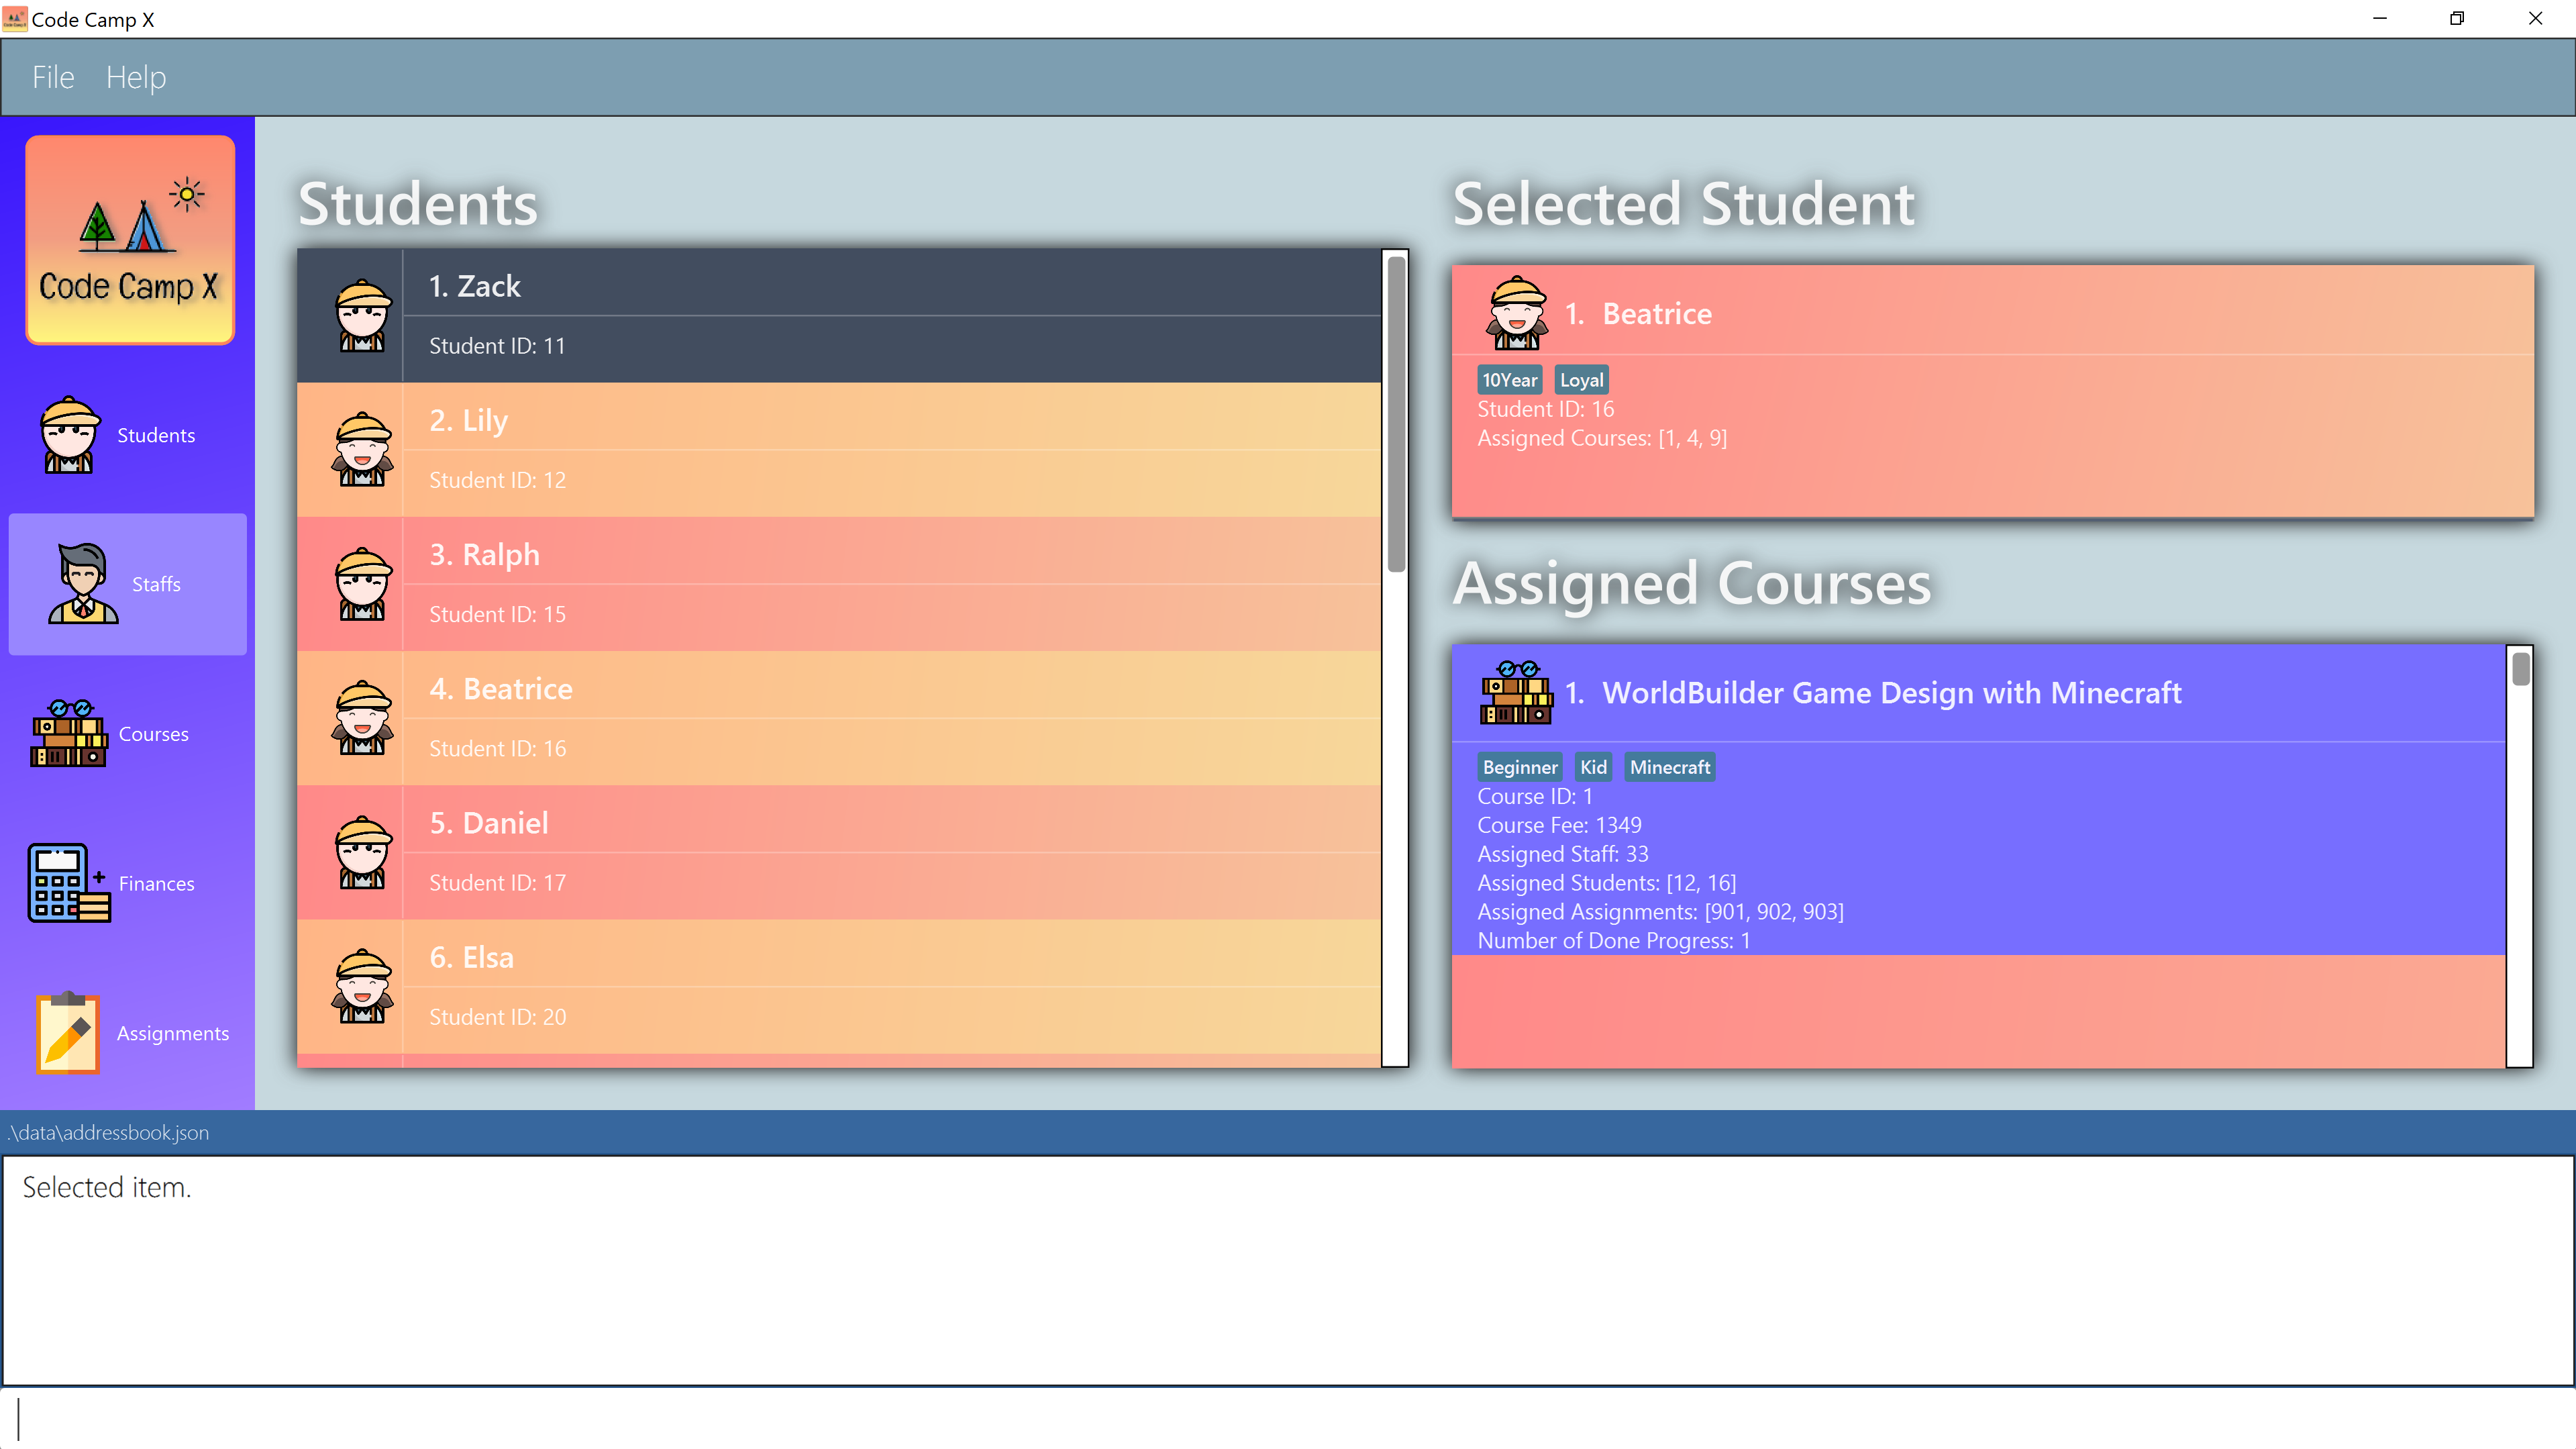 Code Camp X
File Help
Code Camp X
Students
Staffs
Courses
Finances
Assignments
Students
1. Zack
Student ID: 11
2. Lily
Student ID: 12
3. Ralph
Student ID: 15
4. Beatrice
Student ID: 16
5. Daniel
Student ID: 17
6. Elsa
Student ID: 20
Selected Student
1. Beatrice
10Year Loyal
Student ID: 16
Assigned Courses: [1, 4, 9]
Assigned Courses
1. WorldBuilder Game Design with Minecraft
Beginner Kid Minecraft
Course ID: 1
Course Fee: 1349
Assigned Staff: 33
Assigned Students: [12, 16]
Assigned Assignments: [901, 902, 903]
Number of Done Progress: 1
.\data\addressbook.json
Selected item.